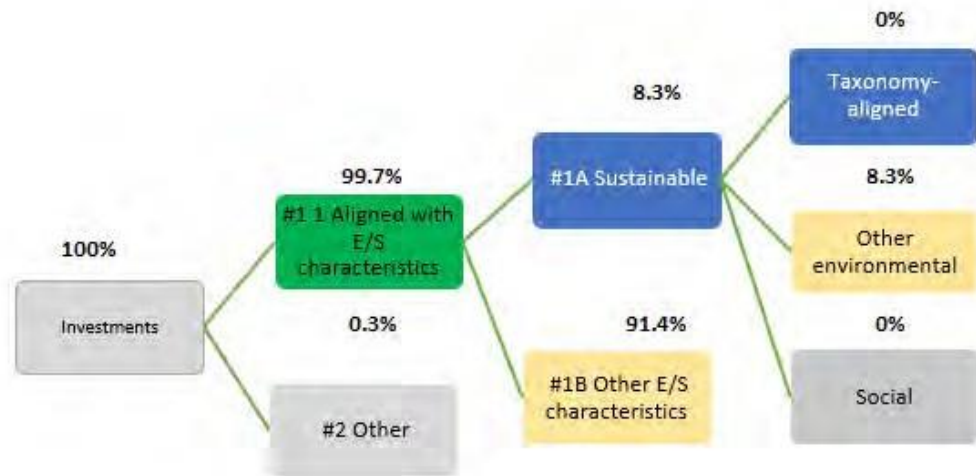 0%
Taxonomy-
aligned
8.3%
#1A Sustainable
99.7%
8.3%
#1 1 Aligned with
E/S
characteristics
Other
environmental
100%
Investments
0.3%
91.4%
0%
#1B Other E/S
characteristics
Social
#2 Other